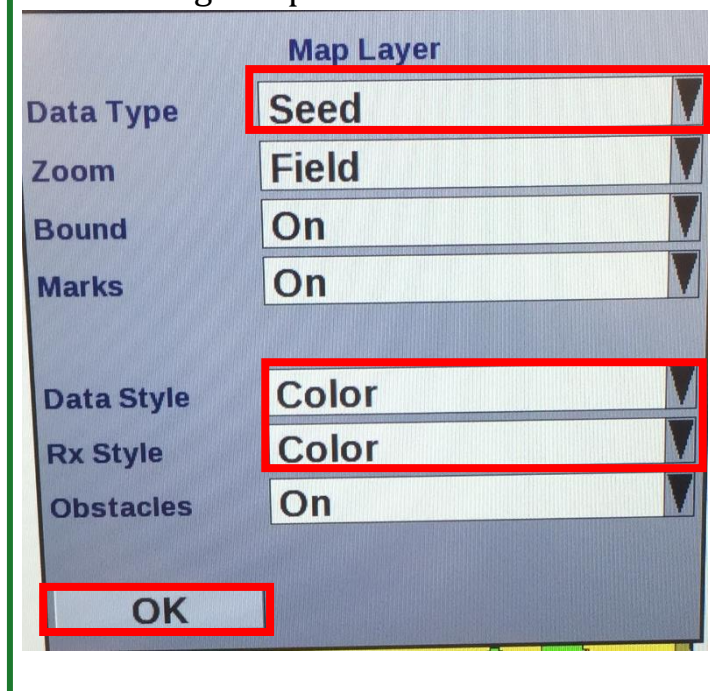 Map Layer
Data Type Seed
Zoom Field
Bound On
Marks On
Data Style Color
Rx Style Color
Obstacles On
OK